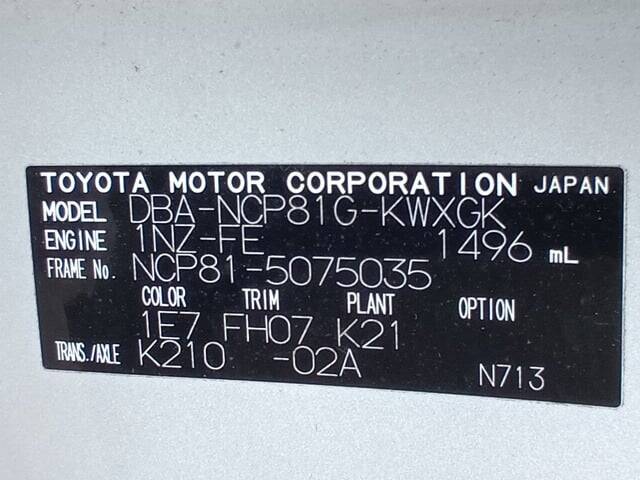 TOYOTA MOTOR CORPORATION JAPAN
MODEL DBA-NCP81G-KWXGK
ENGINE 1NZ-FE 1496 mL
FRAME No. NCP81-5075035
COLOR TRIM PLANT OPTION
1E7 FH07 K21
TRANS./AXLE K210 -02A
N713